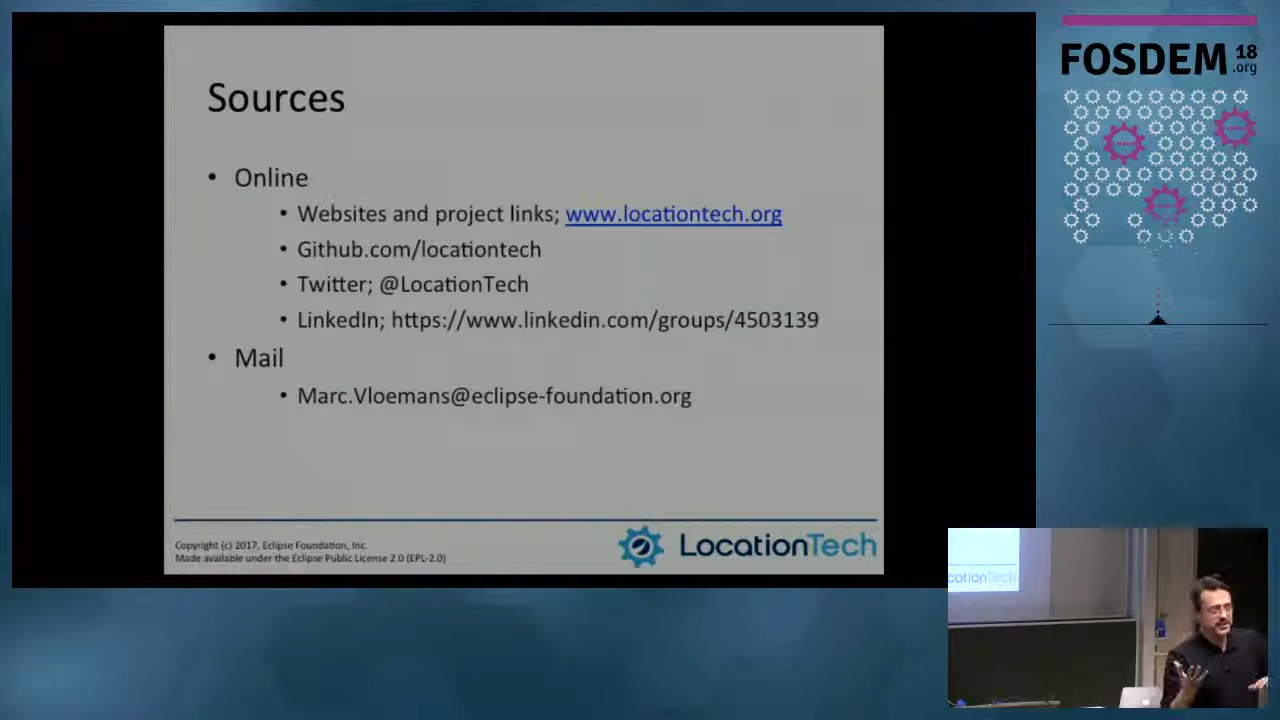 Sources
• Online
• Websites and project links; www.locationtech.org
• Github.com/locationtech
• Twitter; @LocationTech
• LinkedIn; https://www.linkedin.com/groups/4503139
• Mail
• Marc.Vloemans@eclipse-foundation.org
Copyright (c) 2017, Eclipse Foundation, Inc.
Made available under the Eclipse Public License 2.0 (EPL-2.0)
LocationTech
FOSDEM 18
.org
cationTech